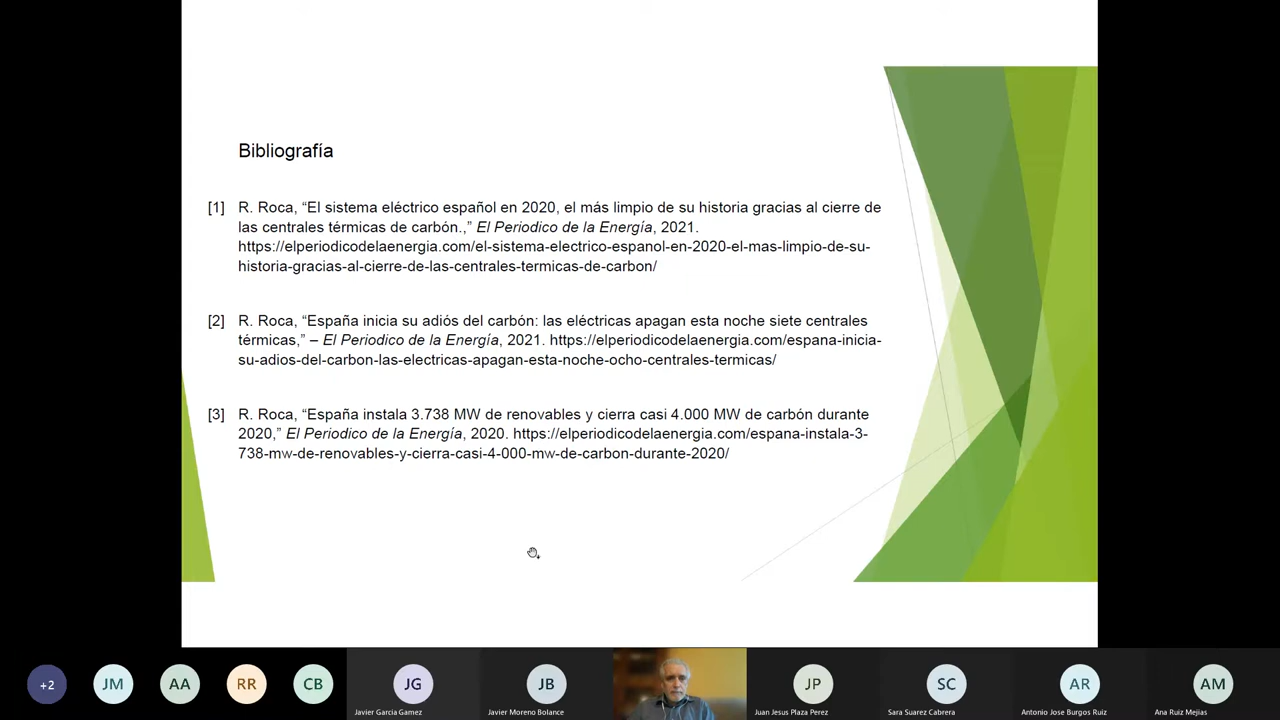 Bibliografía
[1] R. Roca, “El sistema eléctrico español en 2020, el más limpio de su historia gracias al cierre de
las centrales térmicas de carbón.,” El Periodico de la Energía, 2021.
https://elperiodicodelaenergia.com/el-sistema-electrico-espanol-en-2020-el-mas-limpio-de-su-
historia-gracias-al-cierre-de-las-centrales-termicas-de-carbon/
[2] R. Roca, “España inicia su adiós del carbón: las eléctricas apagan esta noche siete centrales
térmicas,” – El Periodico de la Energía, 2021. https://elperiodicodelaenergia.com/espana-inicia-
su-adios-del-carbon-las-electricas-apagan-esta-noche-ocho-centrales-termicas/
[3] R. Roca, “España instala 3.738 MW de renovables y cierra casi 4.000 MW de carbón durante
2020,” El Periodico de la Energía, 2020. https://elperiodicodelaenergia.com/espana-instala-3-
738-mw-de-renovables-y-cierra-casi-4-000-mw-de-carbon-durante-2020/
+2 JM AA RR CB JG JB JP SC AR AM
Javier Garcia Gamez Javier Moreno Bolance Juan Jesus Plaza Perez Sara Suarez Cabrera Antonio Jose Burgos Ruiz Ana Ruiz Mejias